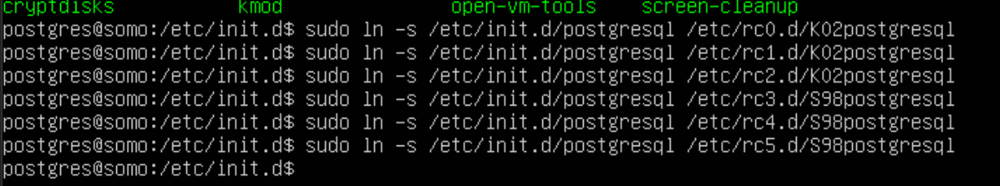 cryptdisks kmod open-vm-tools screen-cleanup
postgres@somo:/etc/init.d$ sudo ln -s /etc/init.d/postgresql /etc/rc0.d/K02postgresql
postgres@somo:/etc/init.d$ sudo ln -s /etc/init.d/postgresql /etc/rc1.d/K02postgresql
postgres@somo:/etc/init.d$ sudo ln -s /etc/init.d/postgresql /etc/rc2.d/K02postgresql
postgres@somo:/etc/init.d$ sudo ln -s /etc/init.d/postgresql /etc/rc3.d/S98postgresql
postgres@somo:/etc/init.d$ sudo ln -s /etc/init.d/postgresql /etc/rc4.d/S98postgresql
postgres@somo:/etc/init.d$ sudo ln -s /etc/init.d/postgresql /etc/rc5.d/S98postgresql
postgres@somo:/etc/init.d$